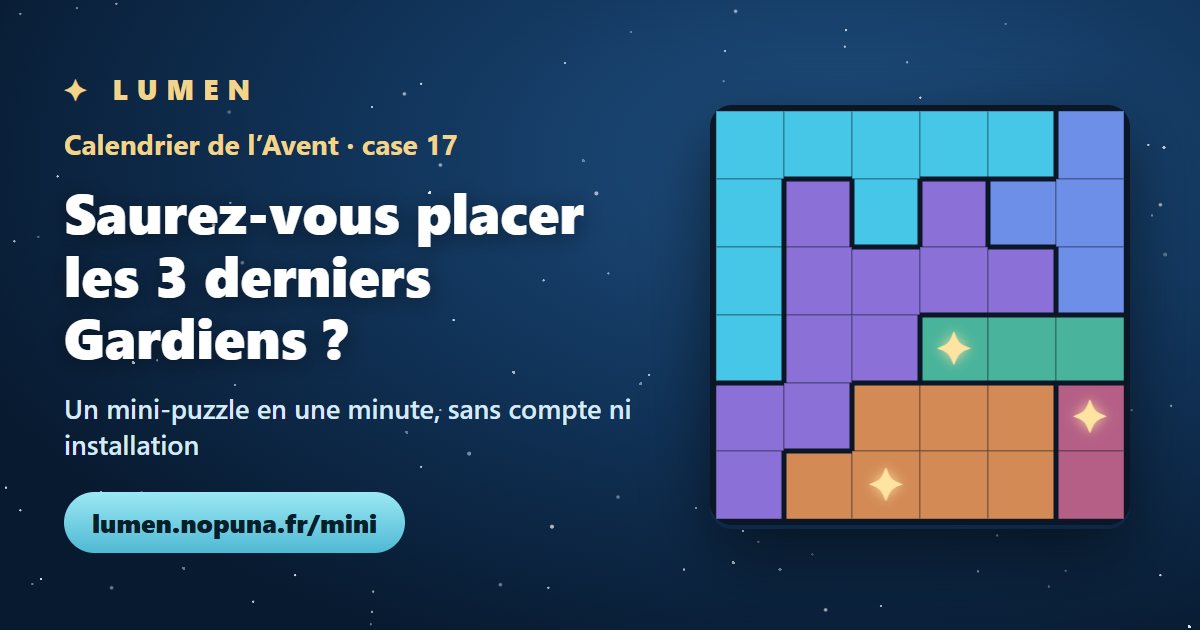 LUMEN
Calendrier de l’Avent · case 17
Saurez-vous placer
les 3 derniers
Gardiens ?
Un mini-puzzle en une minute, sans compte ni
installation
lumen.nopuna.fr/mini